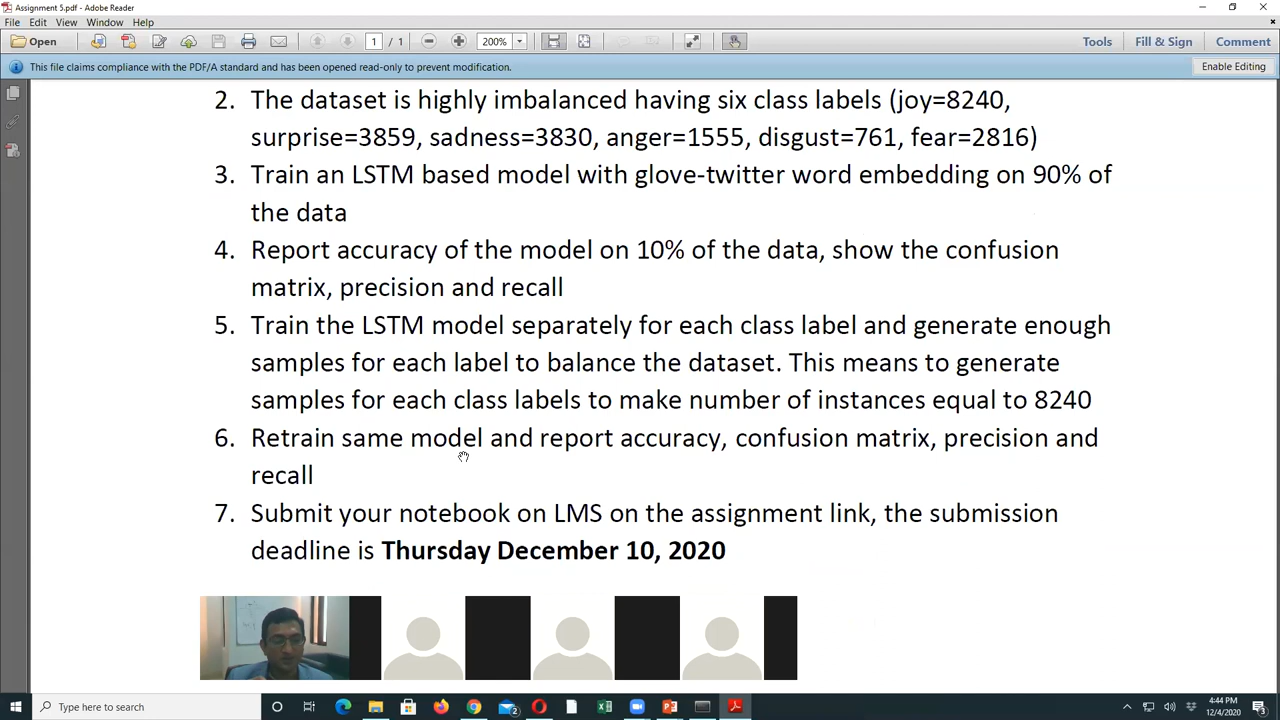 Assignment 5.pdf - Adobe Reader
File Edit View Window Help
Open 1 / 1 200% Tools Fill & Sign Comment
This file claims compliance with the PDF/A standard and has been opened read-only to prevent modification. Enable Editing
2. The dataset is highly imbalanced having six class labels (joy=8240,
surprise=3859, sadness=3830, anger=1555, disgust=761, fear=2816)
3. Train an LSTM based model with glove-twitter word embedding on 90% of
the data
4. Report accuracy of the model on 10% of the data, show the confusion
matrix, precision and recall
5. Train the LSTM model separately for each class label and generate enough
samples for each label to balance the dataset. This means to generate
samples for each class labels to make number of instances equal to 8240
6. Retrain same model and report accuracy, confusion matrix, precision and
recall
7. Submit your notebook on LMS on the assignment link, the submission
deadline is Thursday December 10, 2020
Type here to search
2
4:44 PM
12/4/2020